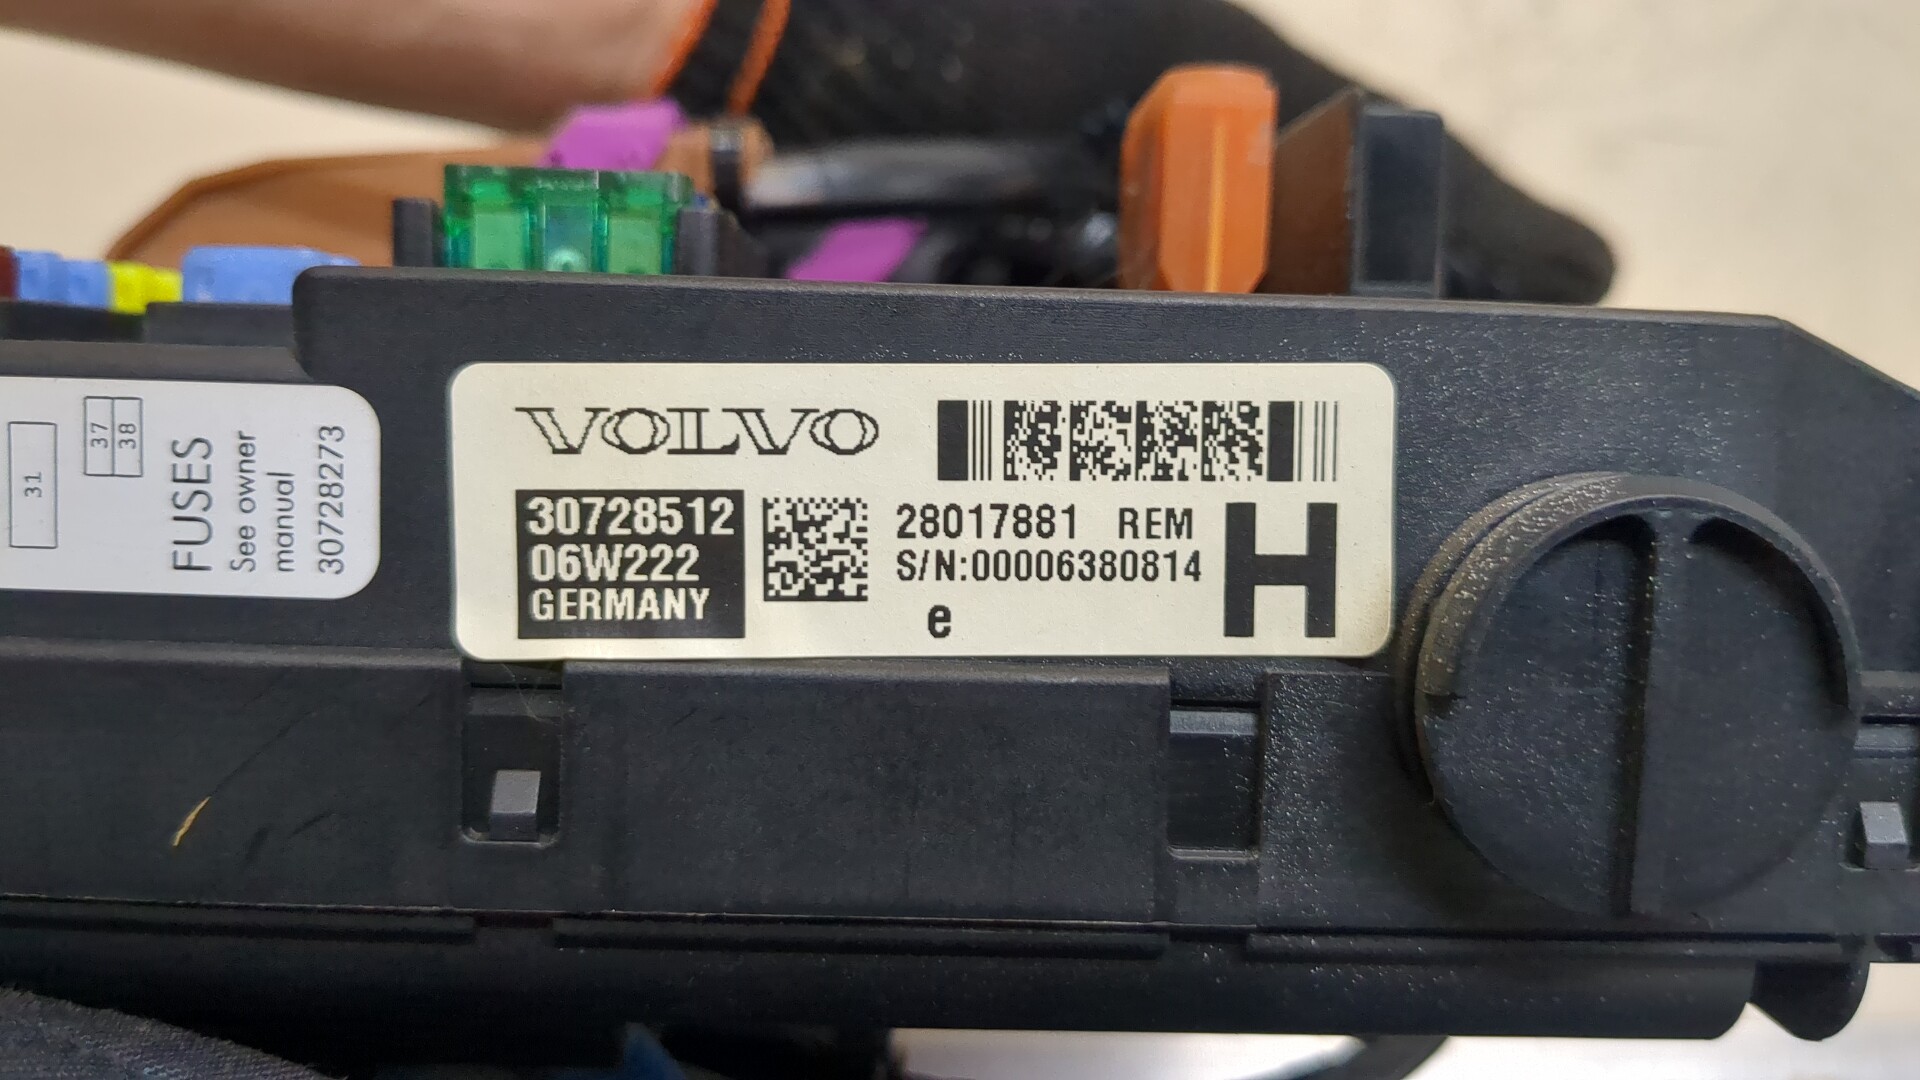 31
37
38
FUSES
See owner
manual
30728273
VOLVO
30728512
06W222
GERMANY
28017881 REM
S/N:00006380814
e
H